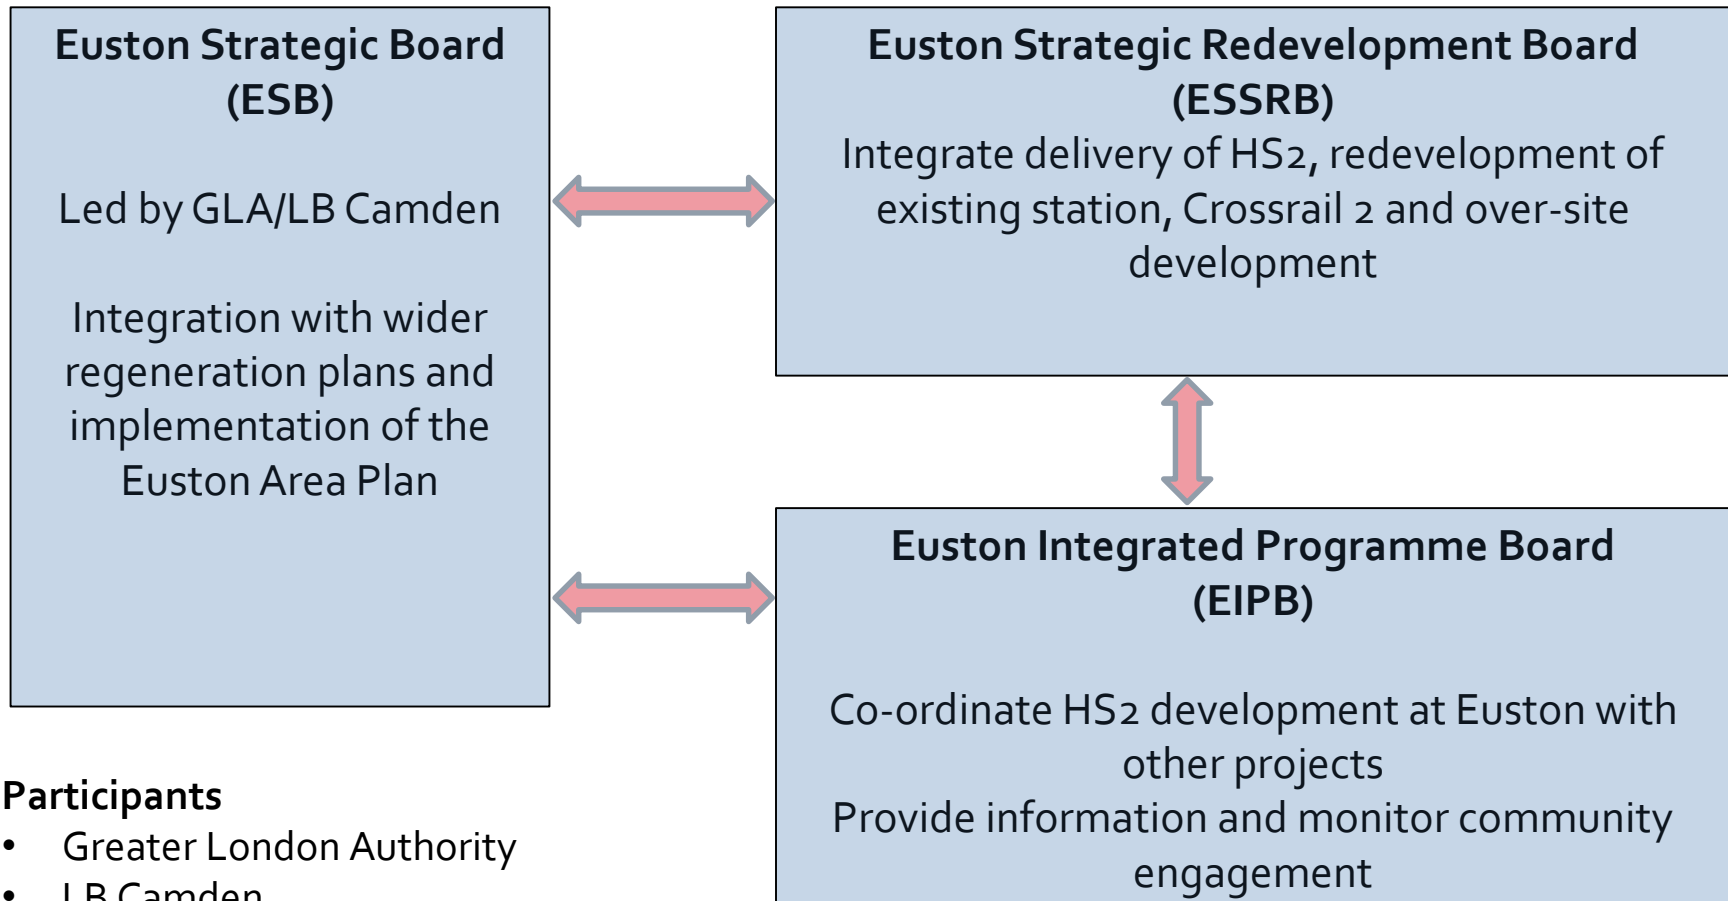 Euston Strategic Board
(ESB)
Led by GLA/LB Camden
Integration with wider
regeneration plans and
implementation of the
Euston Area Plan
Euston Strategic Redevelopment Board
(ESSRB)
Integrate delivery of HS2, redevelopment of
existing station, Crossrail 2 and over-site
development
Euston Integrated Programme Board
(EIPB)
Co-ordinate HS2 development at Euston with
other projects
Provide information and monitor community
engagement
Participants
• Greater London Authority
• LB Camden